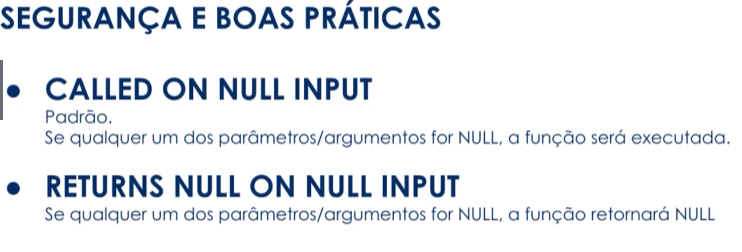 SEGURANÇA E BOAS PRÁTICAS
● CALLED ON NULL INPUT
Padrão.
Se qualquer um dos parâmetros/argumentos for NULL, a função será executada.
● RETURNS NULL ON NULL INPUT
Se qualquer um dos parâmetros/argumentos for NULL, a função retornará NULL